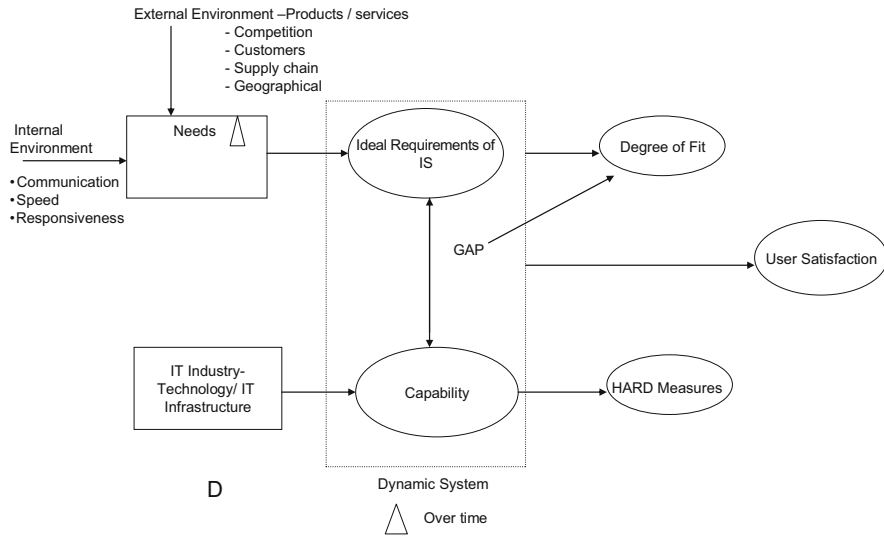 External Environment –Products / services
- Competition
- Customers
- Supply chain
- Geographical
Internal
Environment
•Communication
•Speed
•Responsiveness
Needs
Ideal Requirements of
IS
Degree of Fit
GAP
User Satisfaction
IT Industry-
Technology/ IT
Infrastructure
Capability
HARD Measures
D
Dynamic System
Over time